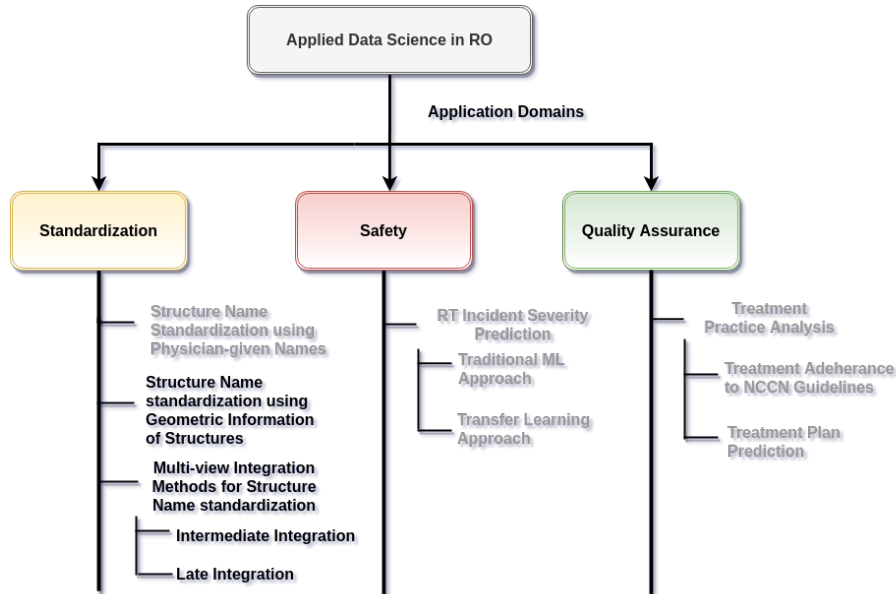 Applied Data Science in RO
Application Domains
Standardization
Safety
Quality Assurance
Structure Name
Standardization using
Physician-given Names
Structure Name
standardization using
Geometric Information
of Structures
Multi-view Integration
Methods for Structure
Name standardization
Intermediate Integration
Late Integration
RT Incident Severity
Prediction
Traditional ML
Approach
Transfer Learning
Approach
Treatment
Practice Analysis
Treatment Adeherance
to NCCN Guidelines
Treatment Plan
Prediction